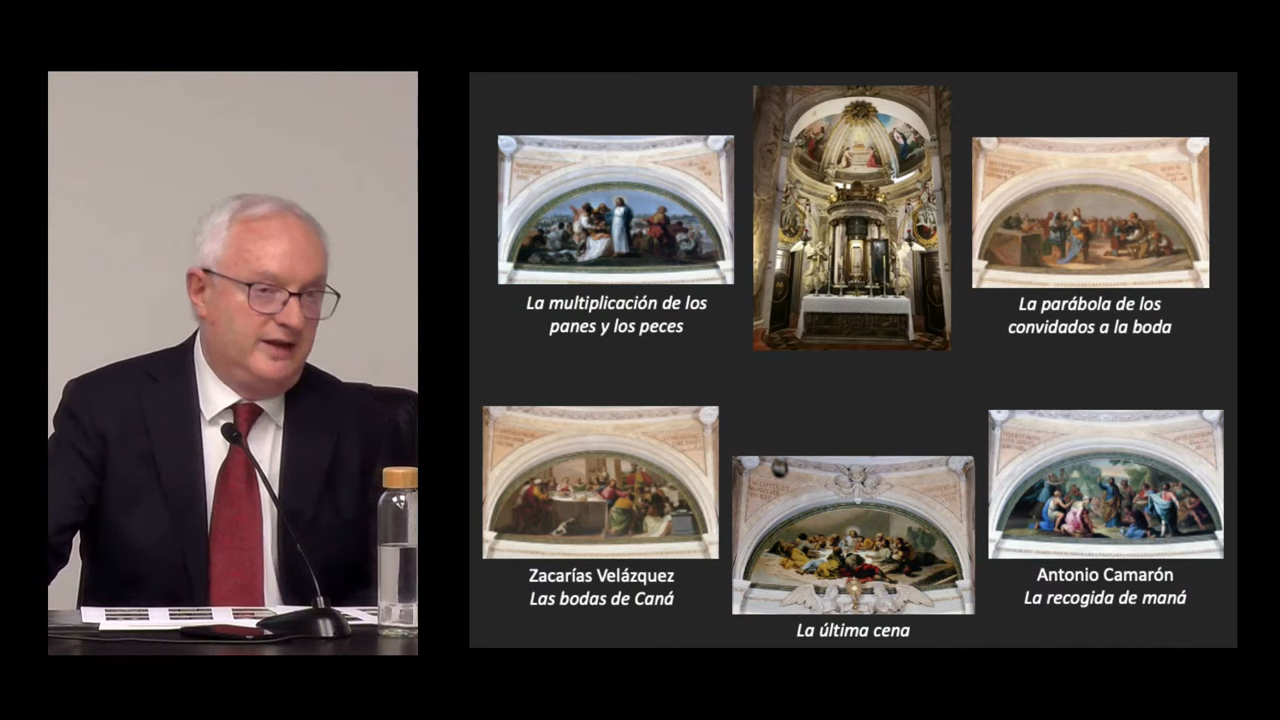 La multiplicación de los
panes y los peces
La parábola de los
convidados a la boda
Zacarías Velázquez
Las bodas de Caná
La última cena
Antonio Camarón
La recogida de maná